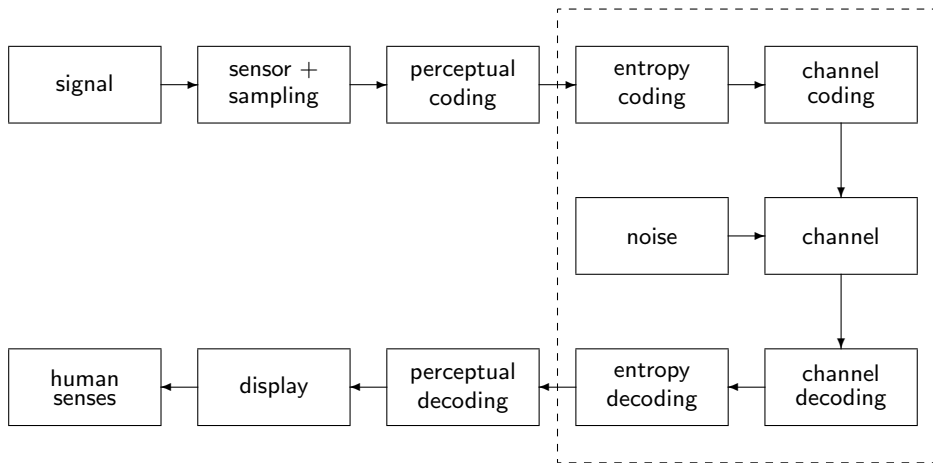 signal
sensor +
sampling
perceptual
coding
entropy
coding
channel
coding
noise
channel
human
senses
display
perceptual
decoding
entropy
decoding
channel
decoding